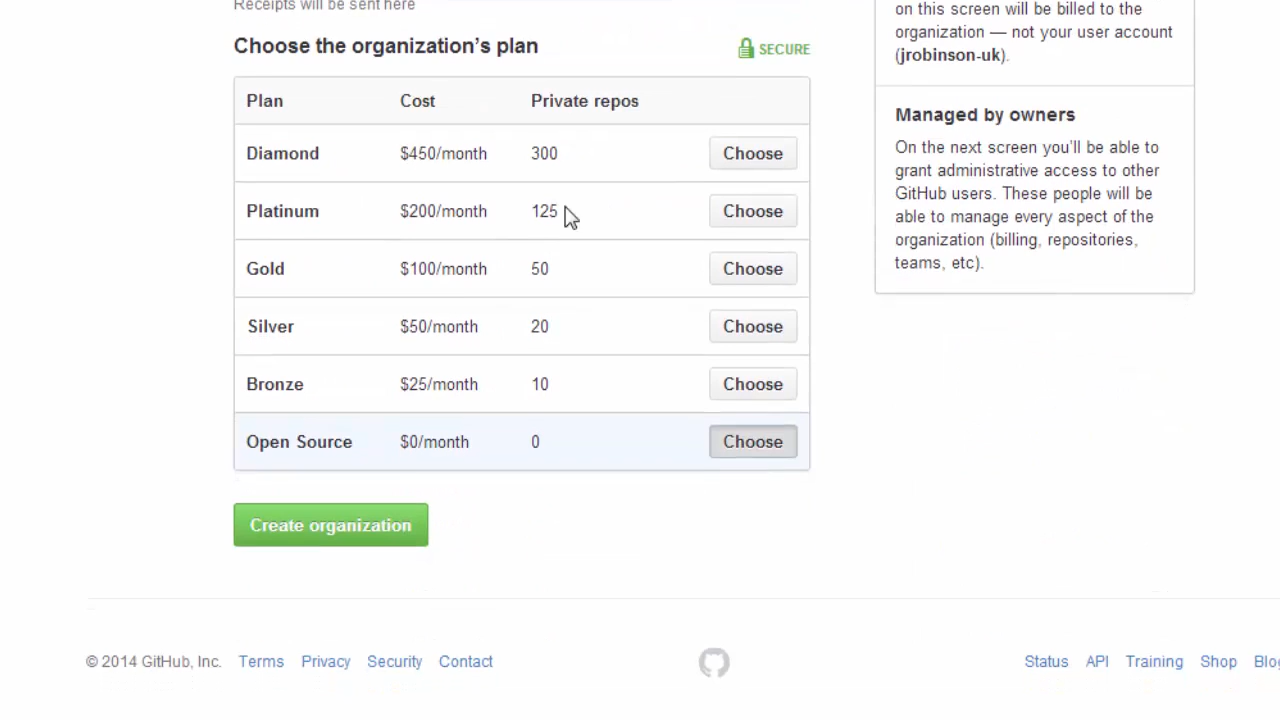 Receipts will be sent here
Choose the organization's plan
SECURE
Plan Cost Private repos
Diamond $450/month 300 Choose
Platinum $200/month 125 Choose
Gold $100/month 50 Choose
Silver $50/month 20 Choose
Bronze $25/month 10 Choose
Open Source $0/month 0 Choose
Create organization
on this screen will be billed to the
organization — not your user account
(jrobinson-uk).
Managed by owners
On the next screen you'll be able to
grant administrative access to other
GitHub users. These people will be
able to manage every aspect of the
organization (billing, repositories,
teams, etc).
© 2014 GitHub, Inc. Terms Privacy Security Contact
Status API Training Shop Blog